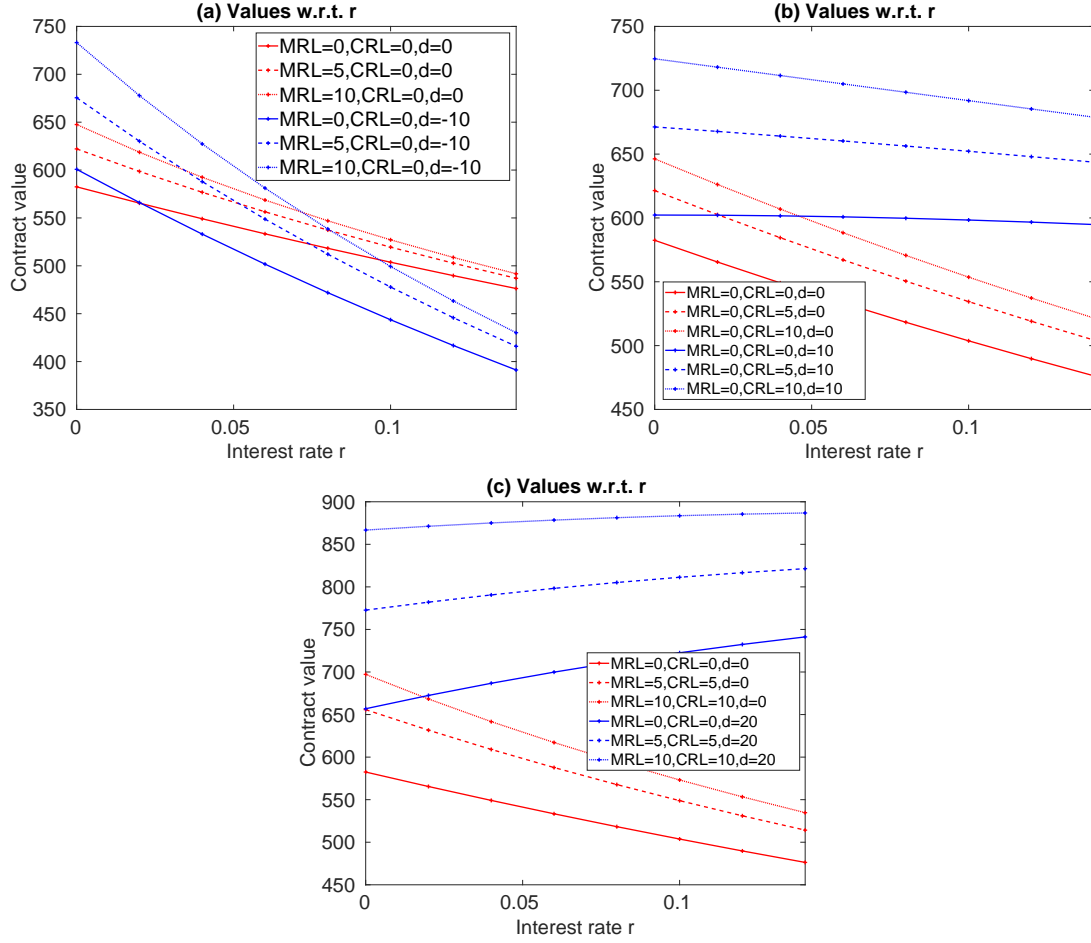 (a) Values w.r.t. r
750
700
650
600
550
500
450
400
350
Contract value
0
0.05
0.1
Interest rate r
MRL=0,CRL=0,d=0
MRL=5,CRL=0,d=0
MRL=10,CRL=0,d=0
MRL=0,CRL=0,d=-10
MRL=5,CRL=0,d=-10
MRL=10,CRL=0,d=-10
(b) Values w.r.t. r
750
700
650
600
550
500
450
Contract value
0
0.05
0.1
Interest rate r
MRL=0,CRL=0,d=0
MRL=0,CRL=5,d=0
MRL=0,CRL=10,d=0
MRL=0,CRL=0,d=10
MRL=0,CRL=5,d=10
MRL=0,CRL=10,d=10
(c) Values w.r.t. r
900
850
800
750
700
650
600
550
500
450
Contract value
0
0.05
0.1
Interest rate r
MRL=0,CRL=0,d=0
MRL=5,CRL=5,d=0
MRL=10,CRL=10,d=0
MRL=0,CRL=0,d=20
MRL=5,CRL=5,d=20
MRL=10,CRL=10,d=20